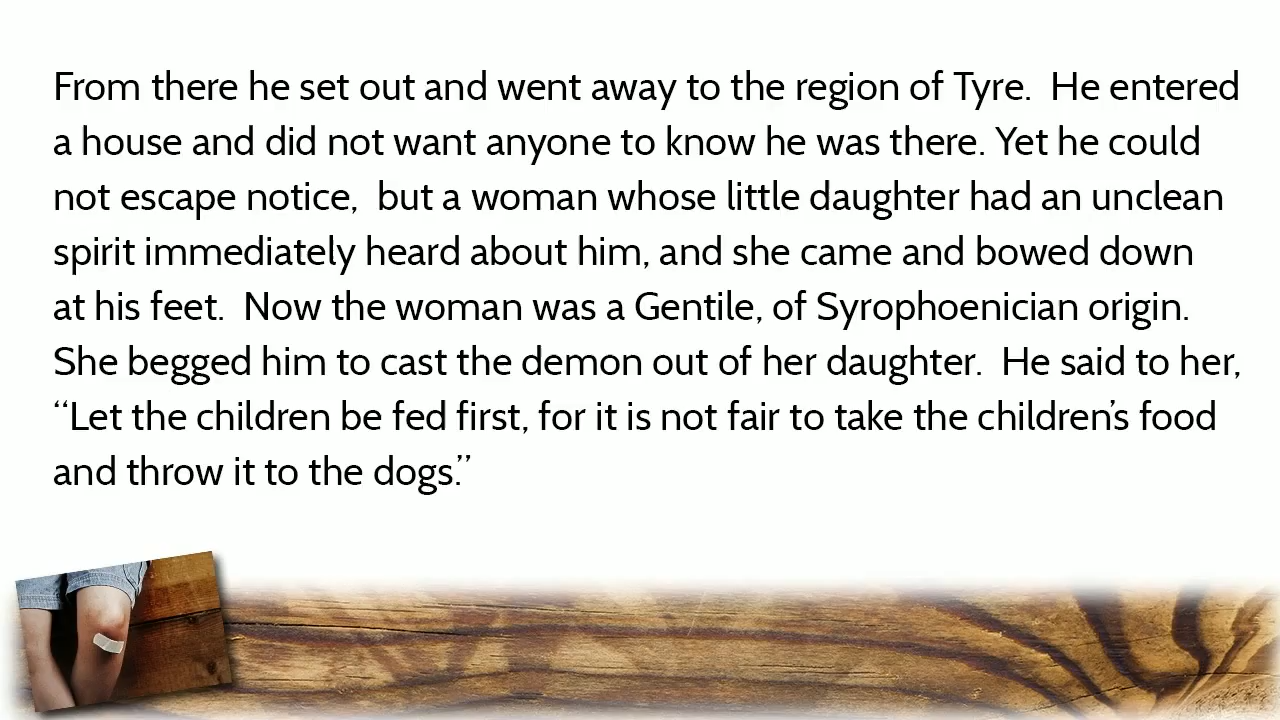 From there he set out and went away to the region of Tyre.  He entered
a house and did not want anyone to know he was there. Yet he could
not escape notice,  but a woman whose little daughter had an unclean
spirit immediately heard about him, and she came and bowed down
at his feet.  Now the woman was a Gentile, of Syrophoenician origin.
She begged him to cast the demon out of her daughter.  He said to her,
“Let the children be fed first, for it is not fair to take the children’s food
and throw it to the dogs.”